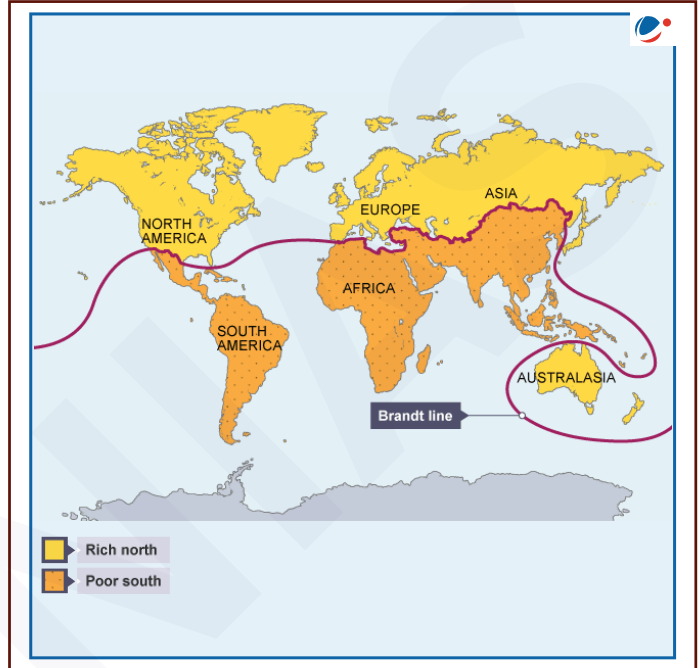 NORTH
AMERICA
EUROPE
ASIA
AFRICA
SOUTH
AMERICA
AUSTRALASIA
Brandt line
Rich north
Poor south